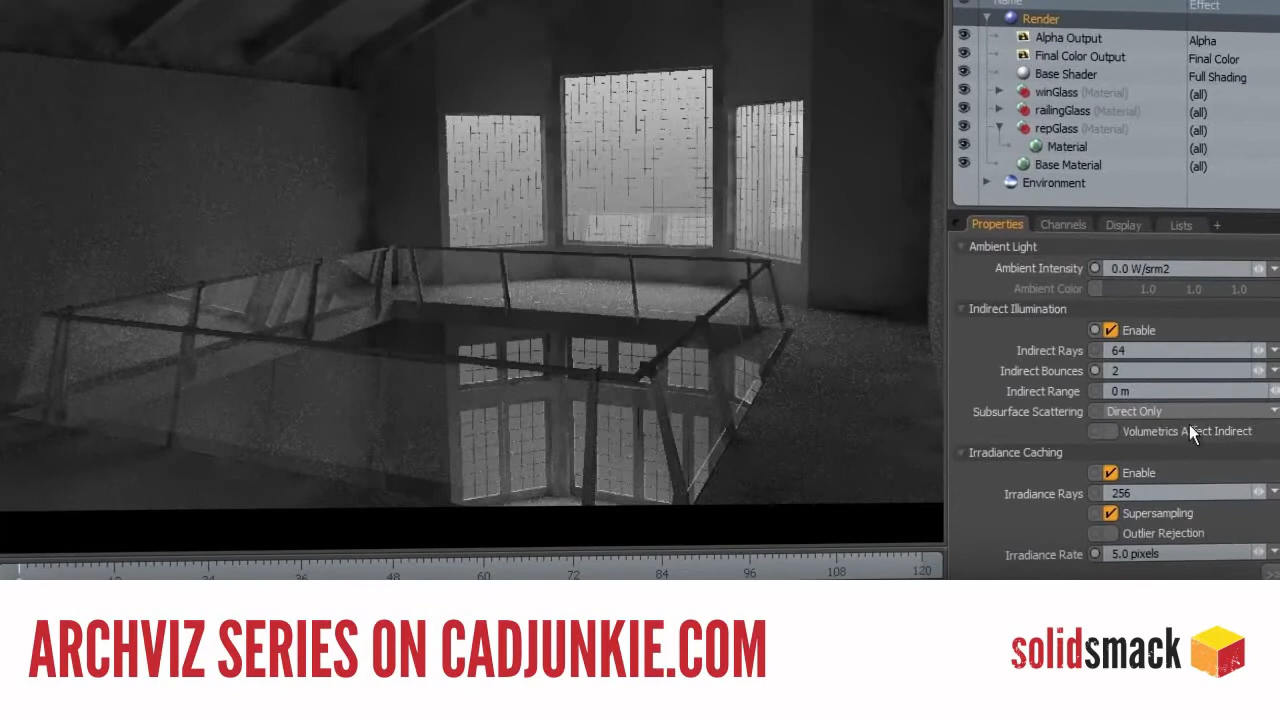 Name Effect
Render
Alpha Output Alpha
Final Color Output Final Color
Base Shader Full Shading
winGlass (Material) (all)
railingGlass (Material) (all)
repGlass (Material) (all)
Material (all)
Base Material (all)
Environment
Properties Channels Display Lists +
Ambient Light
Ambient Intensity 0.0 W/srm2
Ambient Color 1.0 1.0 1.0
Indirect Illumination
Enable
Indirect Rays 64
Indirect Bounces 2
Indirect Range 0 m
Subsurface Scattering Direct Only
Volumetrics Affect Indirect
Irradiance Caching
Enable
Irradiance Rays 256
Supersampling
Outlier Rejection
Irradiance Rate 5.0 pixels
24 36 48 60 72 84 96 108 120
ARCHVIZ SERIES ON CADJUNKIE.COM
solidsmack